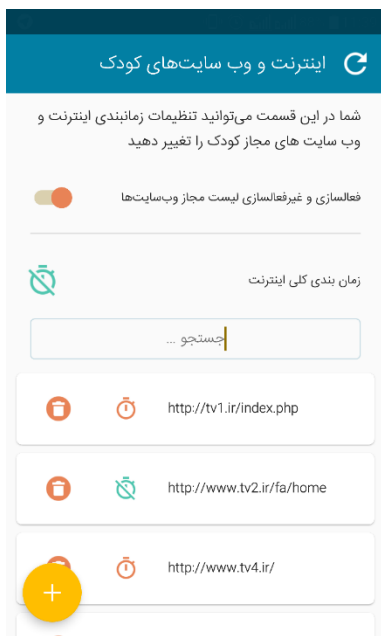 اینترنت و وب سایت‌های کودک
شما در این قسمت می‌توانید تنظیمات زمانبندی اینترنت و
وب سایت های مجاز کودک را تغییر
دهید
فعالسازی و غیرفعالسازی لیست مجاز وب‌سایت‌ها
زمان بندی کلی اینترنت
جستجو ...
http://tv1.ir/index.php
http://www.tv2.ir/fa/home
http://www.tv4.ir/
+